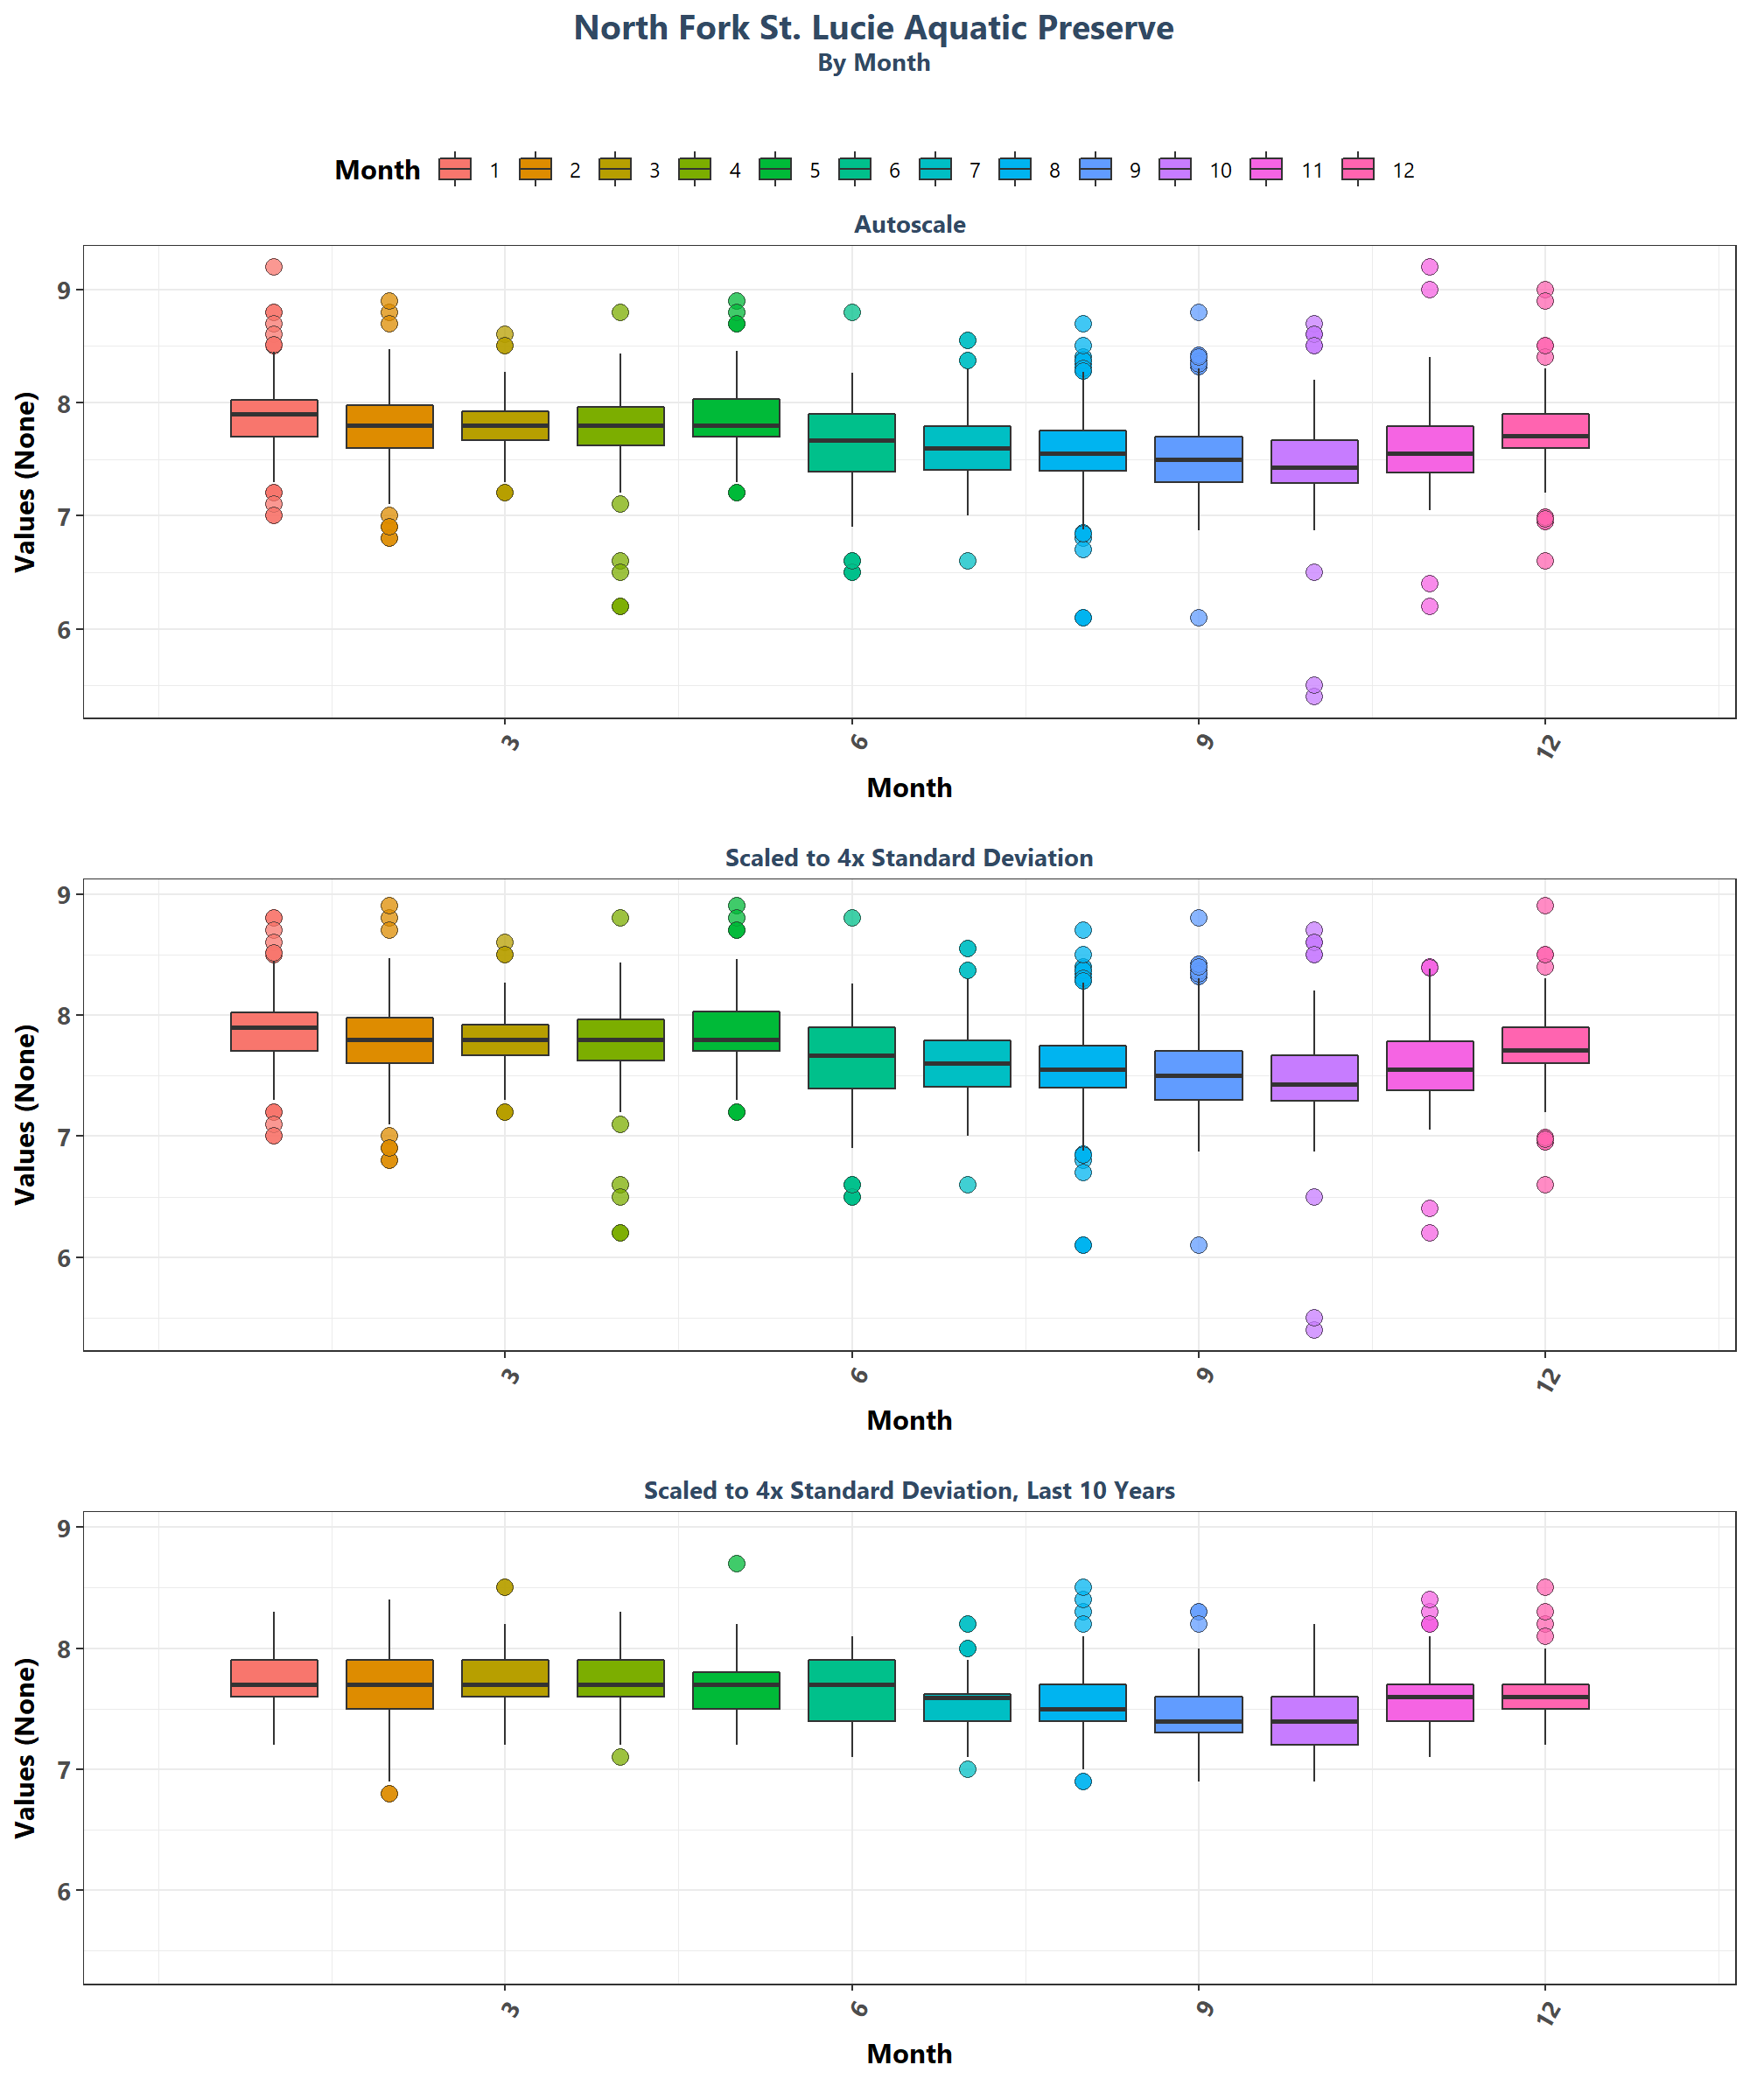 North Fork St. Lucie Aquatic Preserve
By Month
Month 1 2 3 4 5 6 7 8 9 10 11 12
Autoscale
Values (None)
9
8
7
6
3 6 9 12
Month
Scaled to 4x Standard Deviation
Values (None)
9
8
7
6
3 6 9 12
Month
Scaled to 4x Standard Deviation, Last 10 Years
Values (None)
9
8
7
6
3 6 9 12
Month